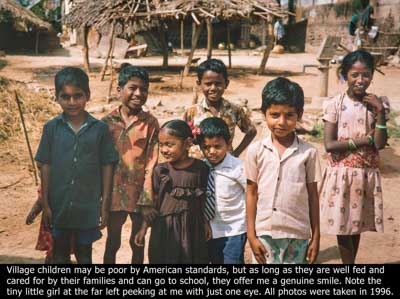 Village children may be poor by American standards, but as long as they are well fed and
cared for by their families and can go to school, they offer me a genuine smile. Note the
tiny little girl at the far left peeking at me with just one eye. All photos were taken in 1996.